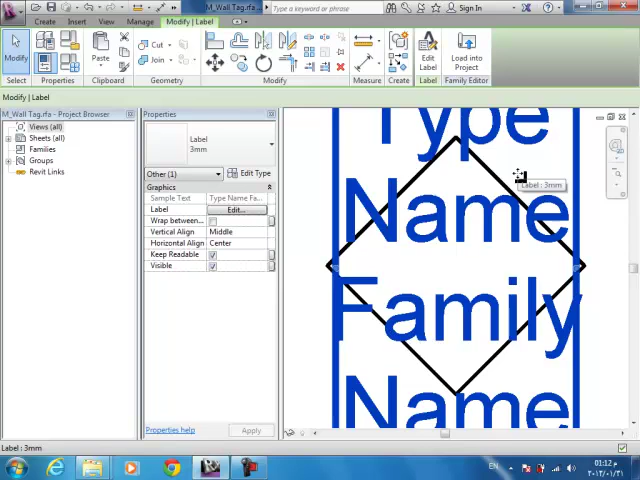 M_Wall Tag.rfa ...
Type a keyword or phrase
Sign In
Create
Insert
View
Manage
Modify | Label
Modify
Paste
Cut
Join
Edit
Label
Load into
Project
Select
Properties
Clipboard
Geometry
Modify
Measure
Create
Label
Family Editor
Modify | Label
M_Wall Tag.rfa - Project Browser
Views (all)
Sheets (all)
Families
Groups
Revit Links
Properties
Label
3mm
Other (1)
Edit Type
Graphics
Sample Text
Type Name Fa...
Label
Edit...
Wrap between...
Vertical Align
Middle
Horizontal Align
Center
Keep Readable
Visible
Properties help
Apply
Type
Name
Family
Name
Label : 3mm
Label : 3mm
EN
01:12 م
٢٠١٢/٠١/٣١